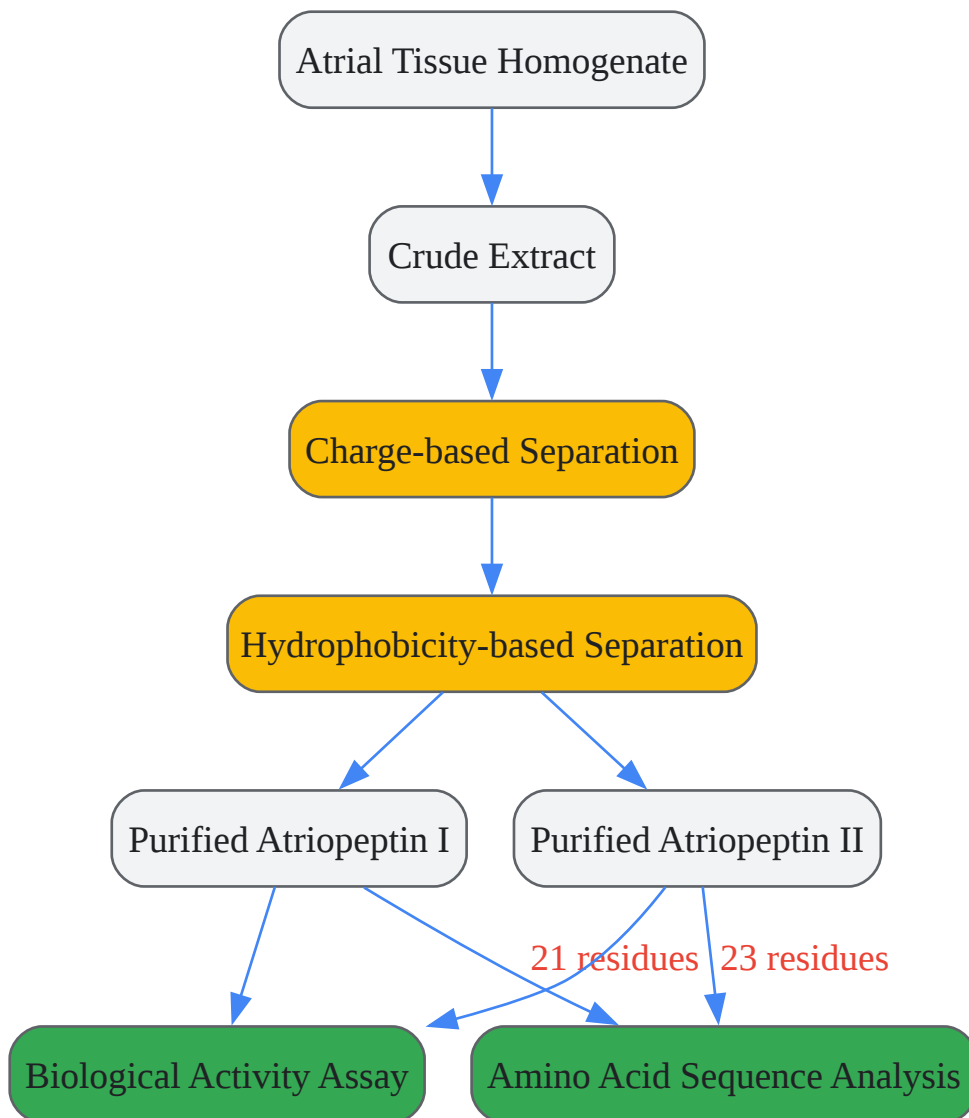 Atrial Tissue Homogenate
Crude Extract
Charge-based Separation
Hydrophobicity-based Separation
Purified Atriopeptin I
Purified Atriopeptin II
21 residues
23 residues
Biological Activity Assay
Amino Acid Sequence Analysis